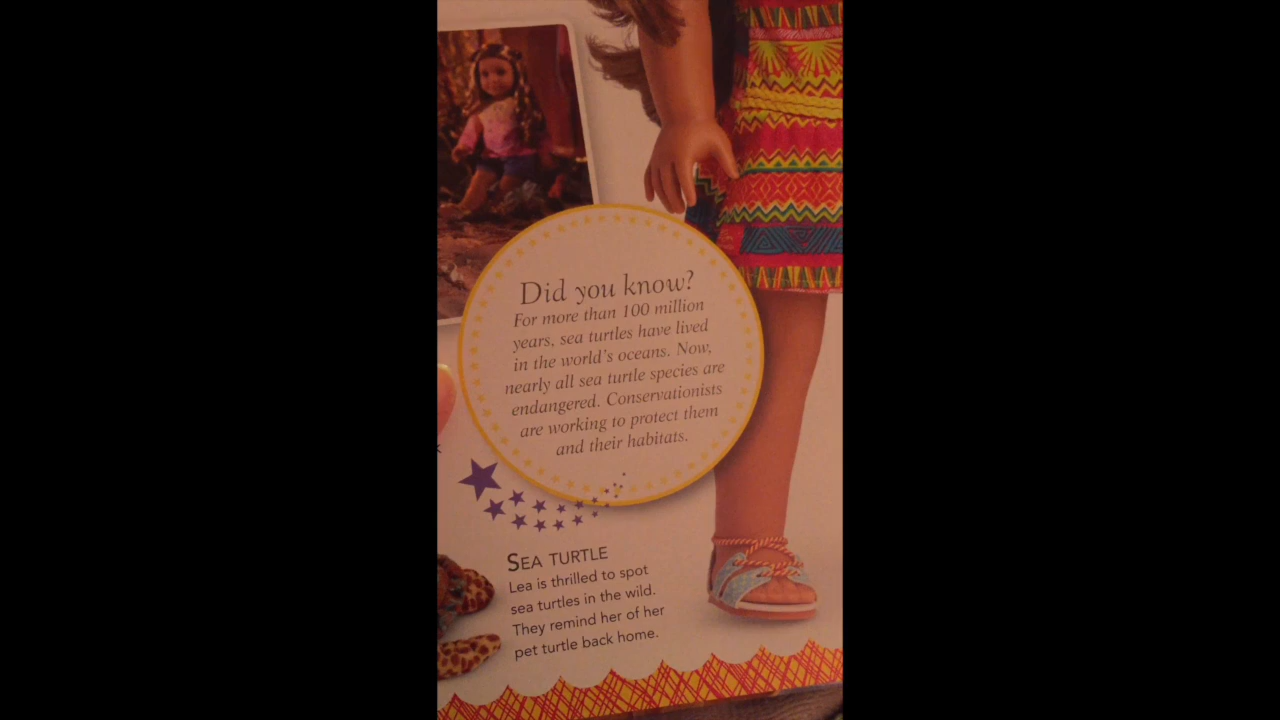 Did you know?
For more than 100 million
years, sea turtles have lived
in the world's oceans. Now,
nearly all sea turtle species are
endangered. Conservationists
are working to protect them
and their habitats.
SEA TURTLE
Lea is thrilled to spot
sea turtles in the wild.
They remind her of her
pet turtle back home.